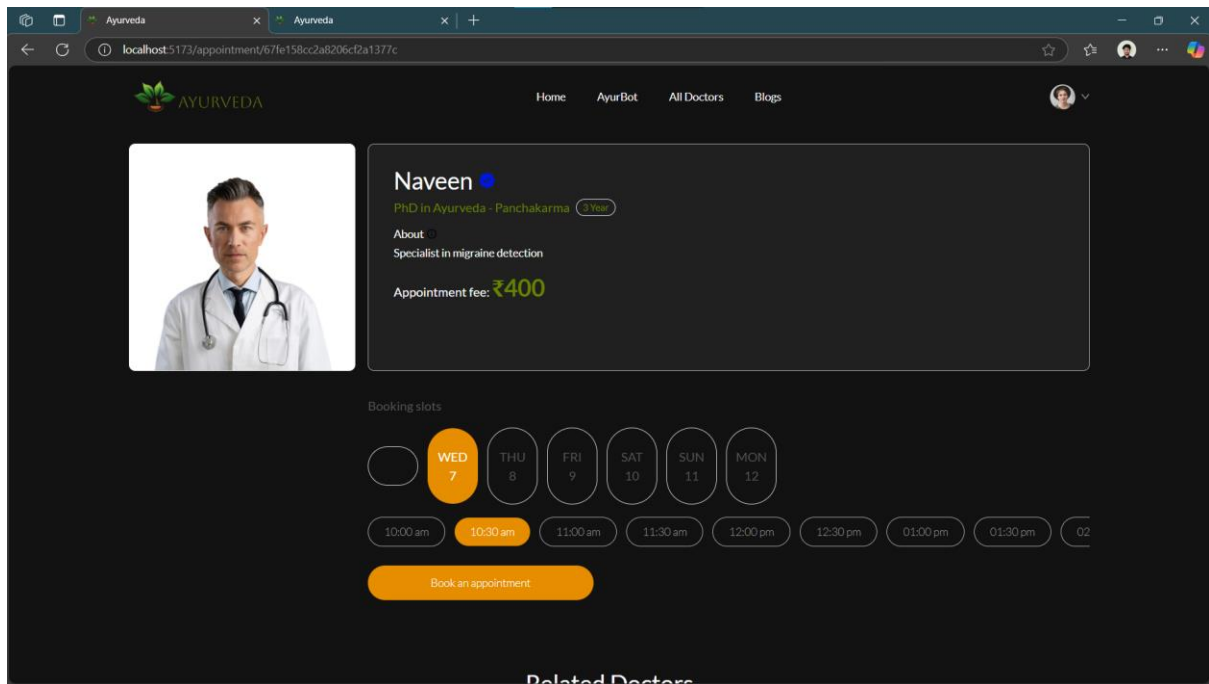 Ayurveda
Ayurveda
localhost:5173/appointment/67fe158cc2a8206cf2a1377c
AYURVEDA
Home AyurBot All Doctors Blogs
Naveen
PhD in Ayurveda - Panchakarma 3 Year
About
Specialist in migraine detection
Appointment fee: ₹400
Booking slots
WED THU FRI SAT SUN MON
7 8 9 10 11 12
10:00 am 10:30 am 11:00 am 11:30 am 12:00 pm 12:30 pm 01:00 pm 01:30 pm 02
Book an appointment
Related Doctors